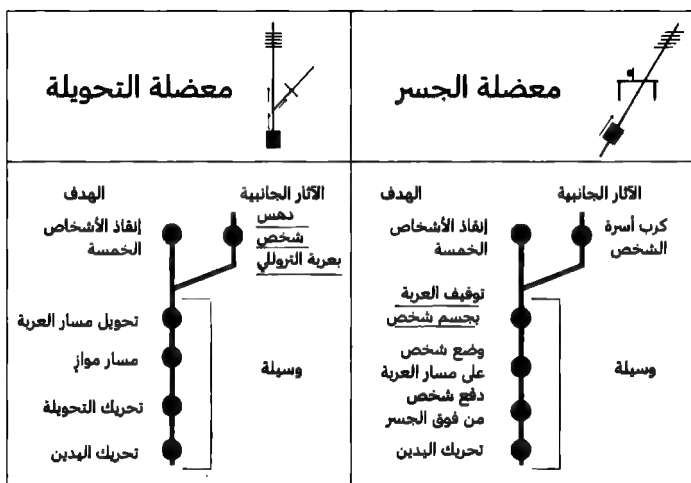 معضلة الجسر
معضلة التحويلة
الآثار الجانبية
الهدف
كرب أسرة
الشخص
إنقاذ الأشخاص
الخمسة
توقيف العربة
بجسم شخص
وضع شخص
على مسار العربة
دفع شخص
من فوق الجسر
تحريك اليدين
وسيلة
الآثار الجانبية
الهدف
دهس
شخص
بعربة التروللي
إنقاذ الأشخاص
الخمسة
تحويل مسار العربة
مسار موازٍ
تحريك التحويلة
تحريك اليدين
وسيلة